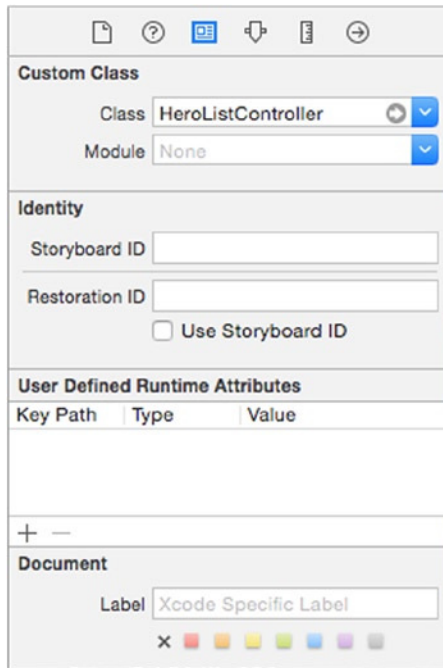 Custom Class
Class HeroListController
Module None
Identity
Storyboard ID
Restoration ID
Use Storyboard ID
User Defined Runtime Attributes
Key Path Type Value
Document
Label Xcode Specific Label